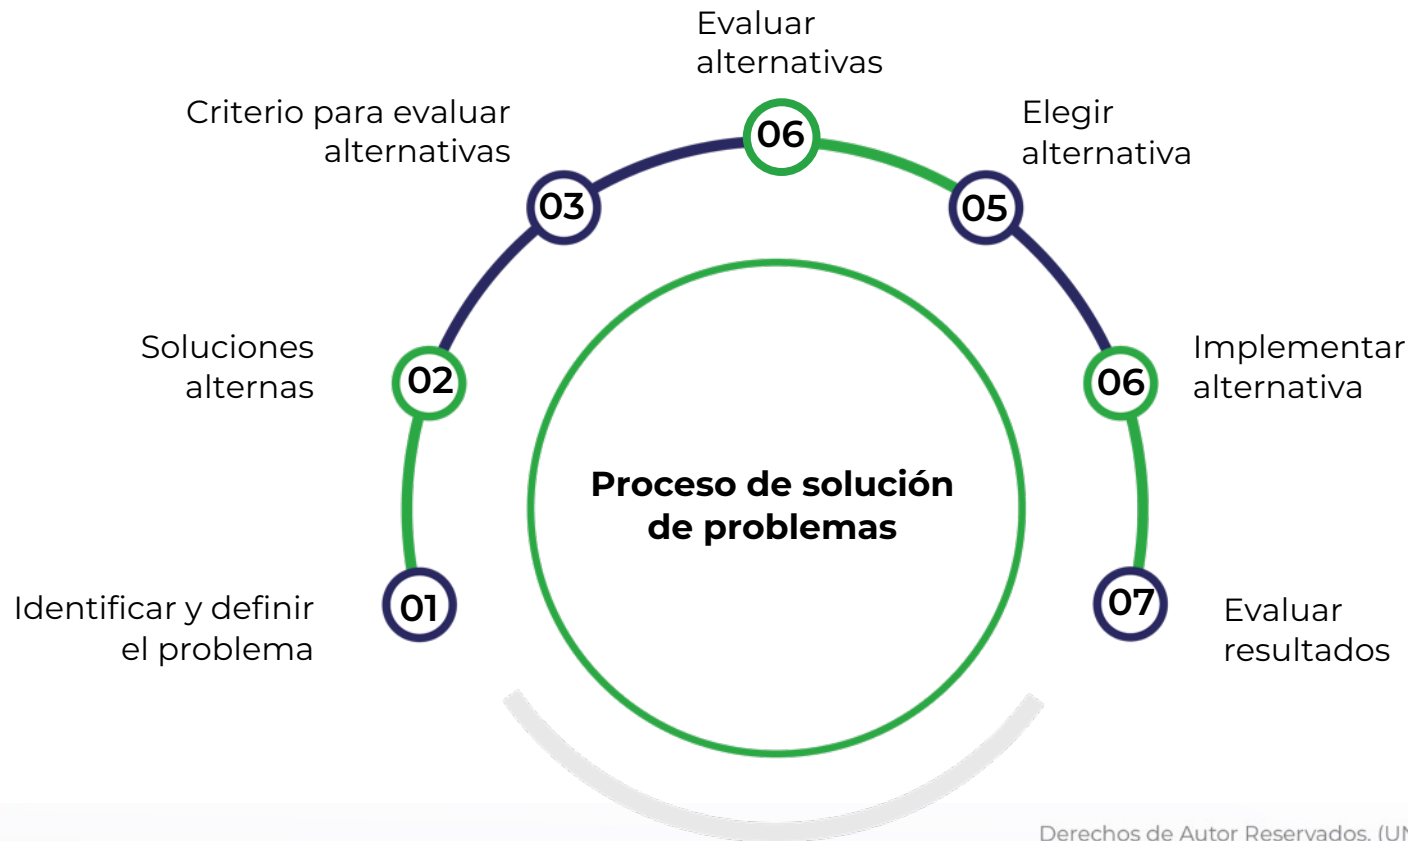 Evaluar
alternativas
06
Criterio para evaluar
alternativas
03
Elegir
alternativa
05
Soluciones
alternas
02
Implementar
alternativa
06
Proceso de solución
de problemas
Identificar y definir
el problema
01
07
Evaluar
resultados
Derechos de Autor Reservados. (UN